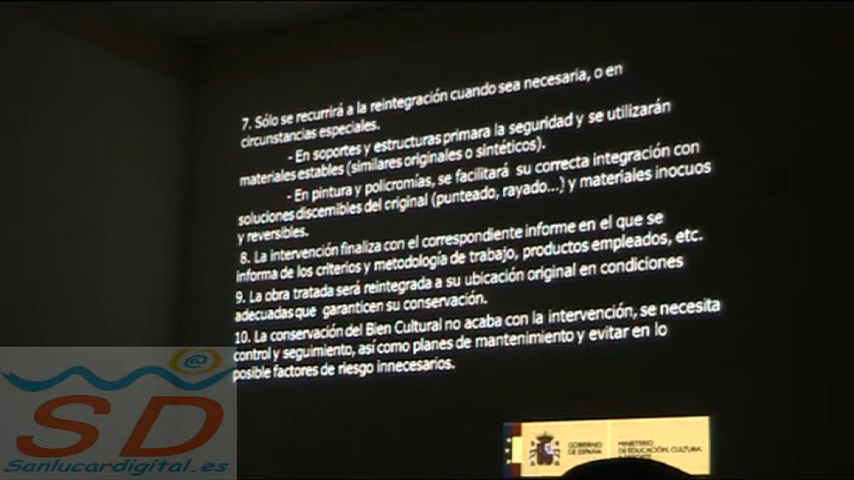 7. Sólo se recurrirá a la reintegración cuando sea necesaria, o en
circunstancias especiales.
- En soportes y estructuras primara la seguridad y se utilizarán
materiales estables (similares originales o sintéticos).
- En pintura y policromías, se facilitará su correcta integración con
soluciones discernibles del original (punteado, rayado...) y materiales inocuos
y reversibles.
8. La intervención finaliza con el correspondiente informe en el que se
informa de los criterios y metodología de trabajo, productos empleados, etc.
9. La obra tratada será reintegrada a su ubicación original en condiciones
adecuadas que garanticen su conservación.
10. La conservación del Bien Cultural no acaba con la intervención, se necesita
control y seguimiento, así como planes de mantenimiento y evitar en lo
posible factores de riesgo innecesarios.
@
SD
Sanlucardigital.es
GOBIERNO
DE ESPAÑA
MINISTERIO
DE EDUCACIÓN, CULTURA